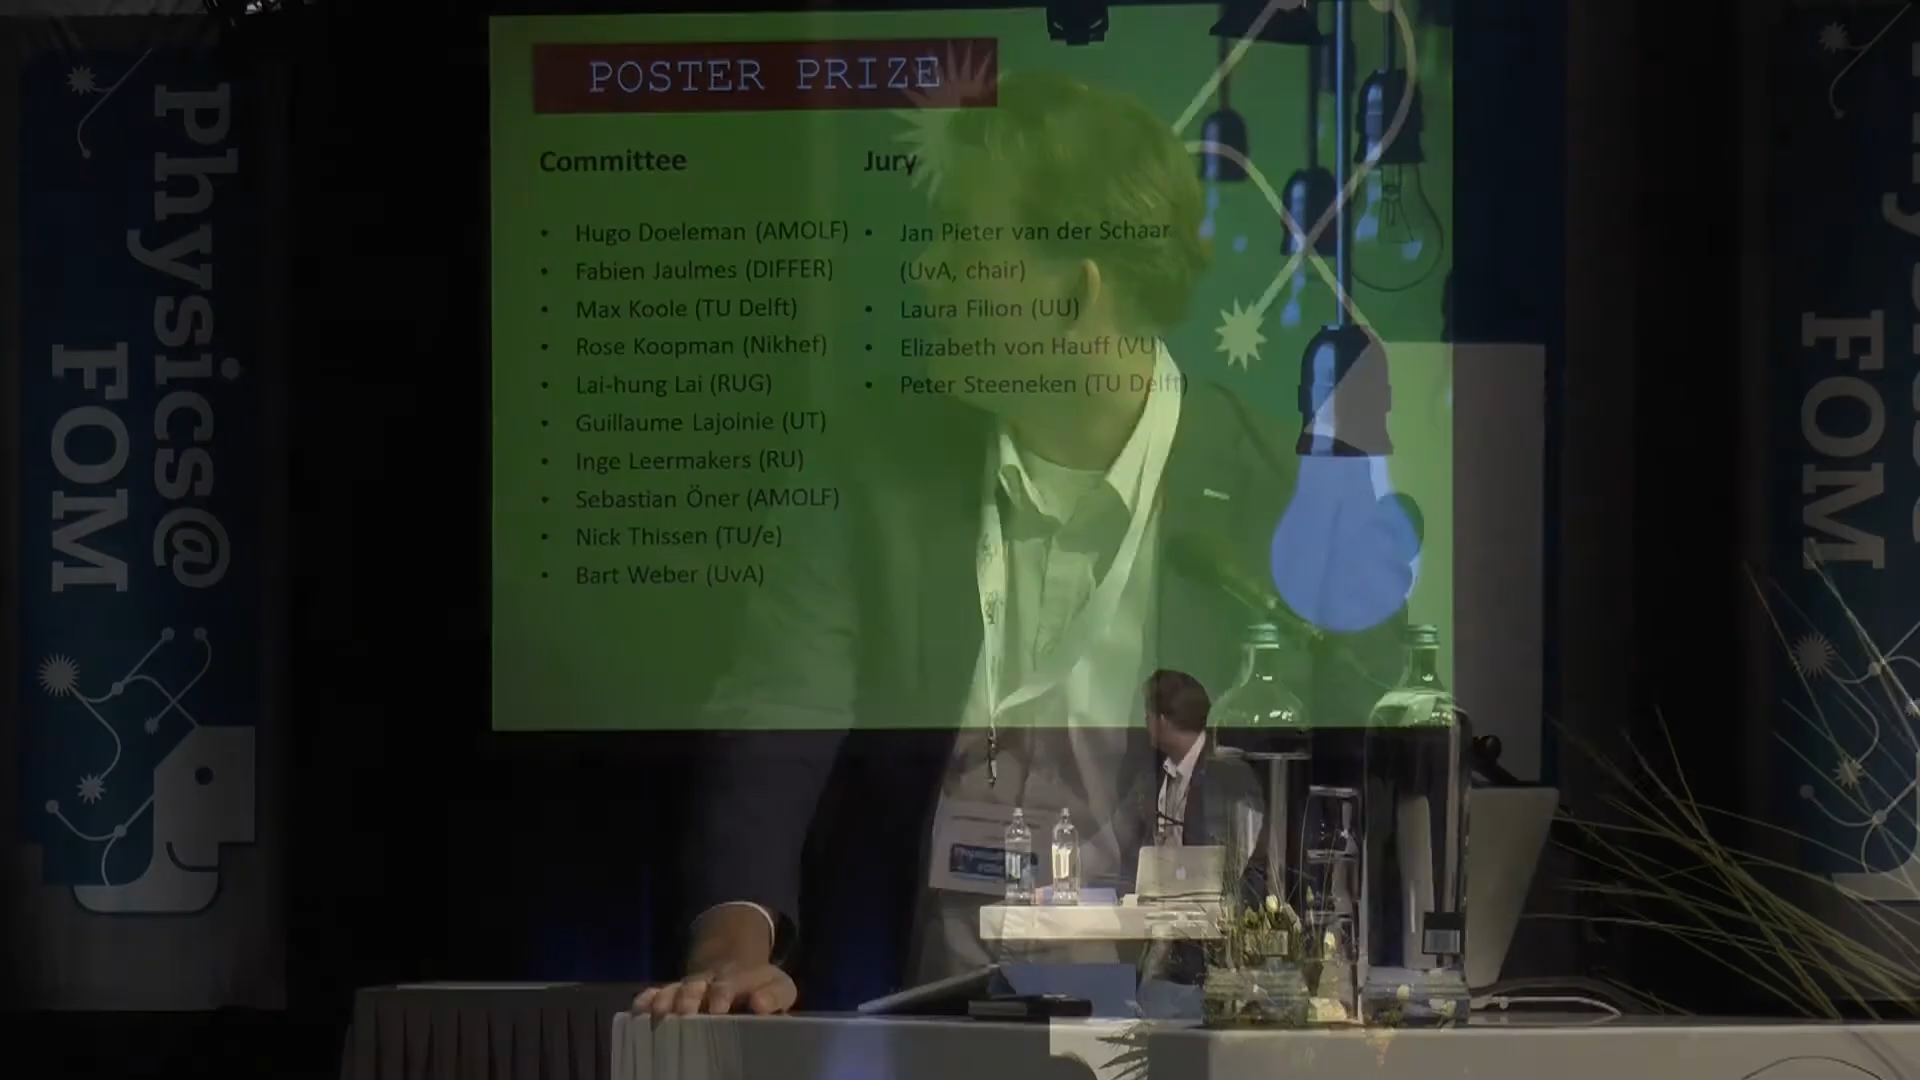 Physics@
FOM
POSTER PRIZE
Committee
• Hugo Doeleman (AMOLF)
• Fabien Jaulmes (DIFFER)
• Max Koole (TU Delft)
• Rose Koopman (Nikhef)
• Lai-hung Lai (RUG)
• Guillaume Lajoinie (UT)
• Inge Leermakers (RU)
• Sebastian Öner (AMOLF)
• Nick Thissen (TU/e)
• Bart Weber (UvA)
Jury
• Jan Pieter van der Schaar
(UvA, chair)
• Laura Filion (UU)
• Elizabeth von Hauff (VU)
• Peter Steeneken (TU Delft)
FOM